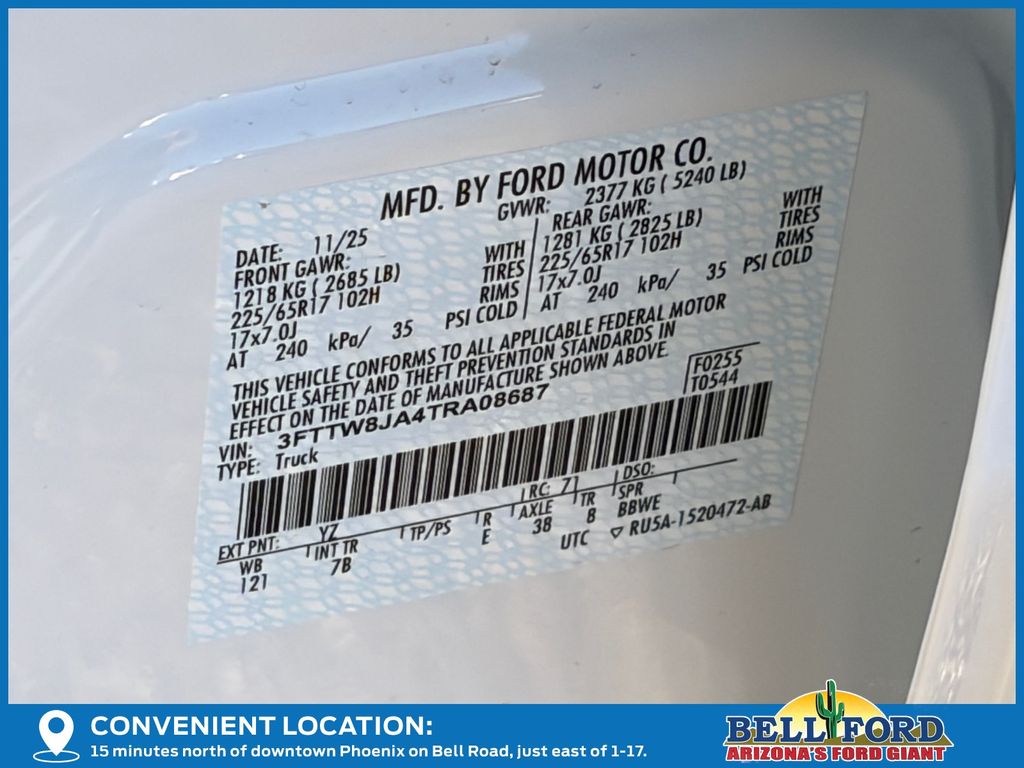 MFD. BY FORD MOTOR CO.
DATE: 11/25 GVWR: 2377 KG ( 5240 LB)
FRONT GAWR: REAR GAWR:
1218 KG ( 2685 LB) WITH 1281 KG ( 2825 LB) WITH
225/65R17 102H TIRES 225/65R17 102H TIRES
17x7.0J RIMS 17x7.0J RIMS
AT 240 kPa/ 35 PSI COLD AT 240 kPa/ 35 PSI COLD
THIS VEHICLE CONFORMS TO ALL APPLICABLE FEDERAL MOTOR
VEHICLE SAFETY AND THEFT PREVENTION STANDARDS IN
EFFECT ON THE DATE OF MANUFACTURE SHOWN ABOVE.
VIN: 3FTTW8JA4TRA08687 F0255
TYPE: Truck T0544
EXT PNT: YZ RC: 71 DSO:
WB INT TR TP/PS R AXLE TR SPR
121 7B E 38 8 BBWE
UTC ▽ RU5A-1520472-AB
CONVENIENT LOCATION:
15 minutes north of downtown Phoenix on Bell Road, just east of 1-17.
BELL FORD
ARIZONA'S FORD GIANT